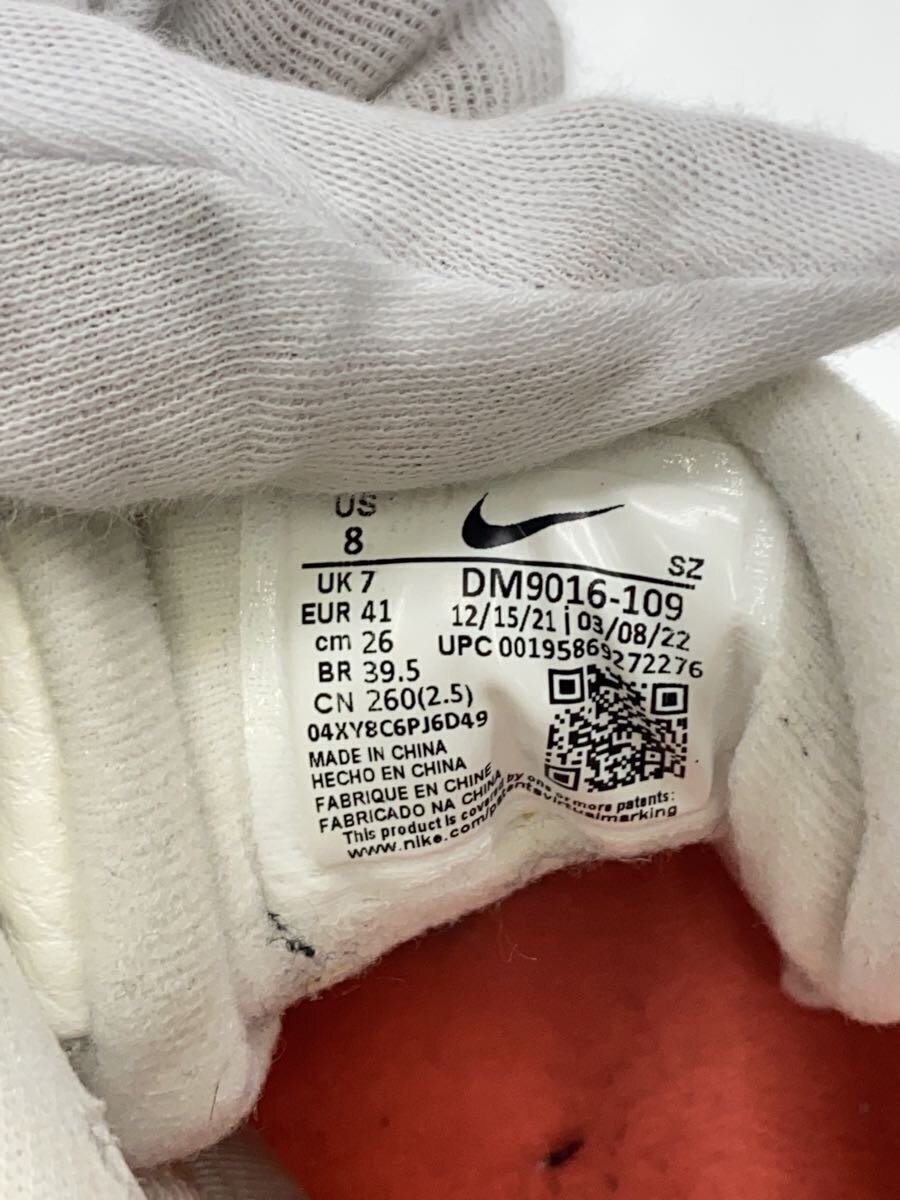 US
8
SZ
UK 7
DM9016-109
EUR 41
12/15/21 | 03/08/22
cm 26
UPC 00195869272276
BR 39.5
CN 260(2.5)
04XY8C6PJ6D49
MADE IN CHINA
HECHO EN CHINA
FABRIQUE EN CHINE
FABRICADO NA CHINA
This product is covered by one or more patents:
www.nike.com/patentsvirtualmarking